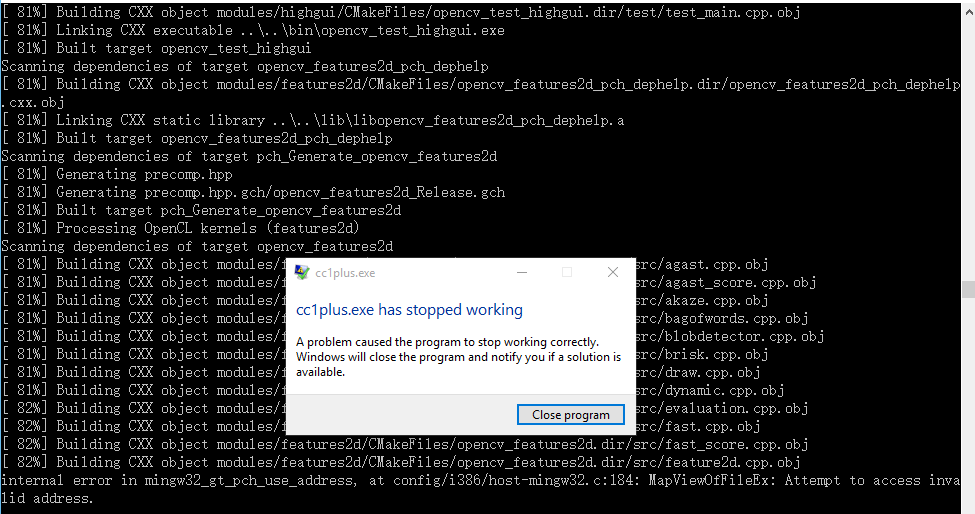 [ 81%] Building CXX object modules/highgui/CMakeFiles/opencv_test_highgui.dir/test/test_main.cpp.obj
[ 81%] Linking CXX executable ..\..\bin\opencv_test_highgui.exe
[ 81%] Built target opencv_test_highgui
Scanning dependencies of target opencv_features2d_pch_dephelp
[ 81%] Building CXX object modules/features2d/CMakeFiles/opencv_features2d_pch_dephelp.dir/opencv_features2d_pch_dephelp
.cxx.obj
[ 81%] Linking CXX static library ..\..\lib\libopencv_features2d_pch_dephelp.a
[ 81%] Built target opencv_features2d_pch_dephelp
Scanning dependencies of target pch_Generate_opencv_features2d
[ 81%] Generating precomp.hpp
[ 81%] Generating precomp.hpp.gch/opencv_features2d_Release.gch
[ 81%] Built target pch_Generate_opencv_features2d
[ 81%] Processing OpenCL kernels (features2d)
Scanning dependencies of target opencv_features2d
[ 81%] Building CXX object modules/f src/agast.cpp.obj
[ 81%] Building CXX object modules/f src/agast_score.cpp.obj
[ 81%] Building CXX object modules/f src/akaze.cpp.obj
[ 81%] Building CXX object modules/f src/bagofwords.cpp.obj
[ 81%] Building CXX object modules/f src/blobdetector.cpp.obj
[ 81%] Building CXX object modules/f src/brisk.cpp.obj
[ 81%] Building CXX object modules/f src/draw.cpp.obj
[ 81%] Building CXX object modules/f src/dynamic.cpp.obj
[ 82%] Building CXX object modules/f src/evaluation.cpp.obj
[ 82%] Building CXX object modules/f src/fast.cpp.obj
[ 82%] Building CXX object modules/features2d/CMakeFiles/opencv_features2d.dir/src/fast_score.cpp.obj
[ 82%] Building CXX object modules/features2d/CMakeFiles/opencv_features2d.dir/src/feature2d.cpp.obj
internal error in mingw32_gt_pch_use_address, at config/i386/host-mingw32.c:184: MapViewOfFileEx: Attempt to access inva
lid address.
cc1plus.exe
cc1plus.exe has stopped working
A problem caused the program to stop working correctly.
Windows will close the program and notify you if a solution is
available.
Close program